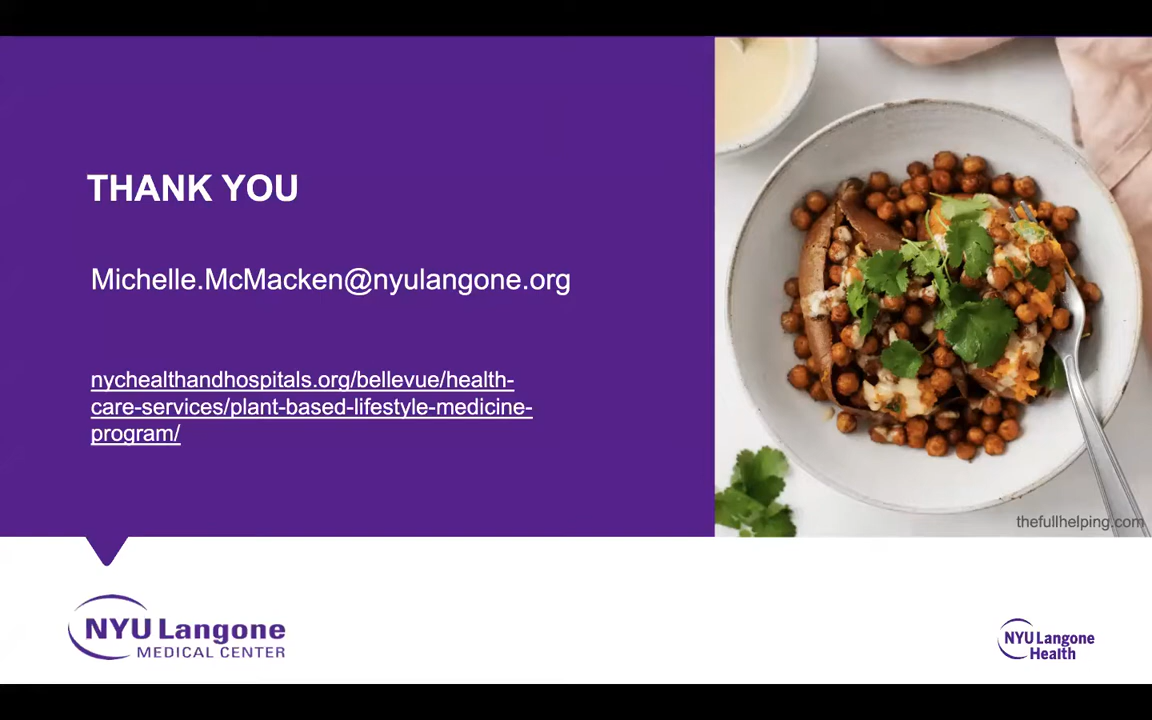 THANK YOU
Michelle.McMacken@nyulangone.org
nychealthandhospitals.org/bellevue/health-
care-services/plant-based-lifestyle-medicine-
program/
thefullhelping.com
NYU Langone
MEDICAL CENTER
NYU Langone
Health